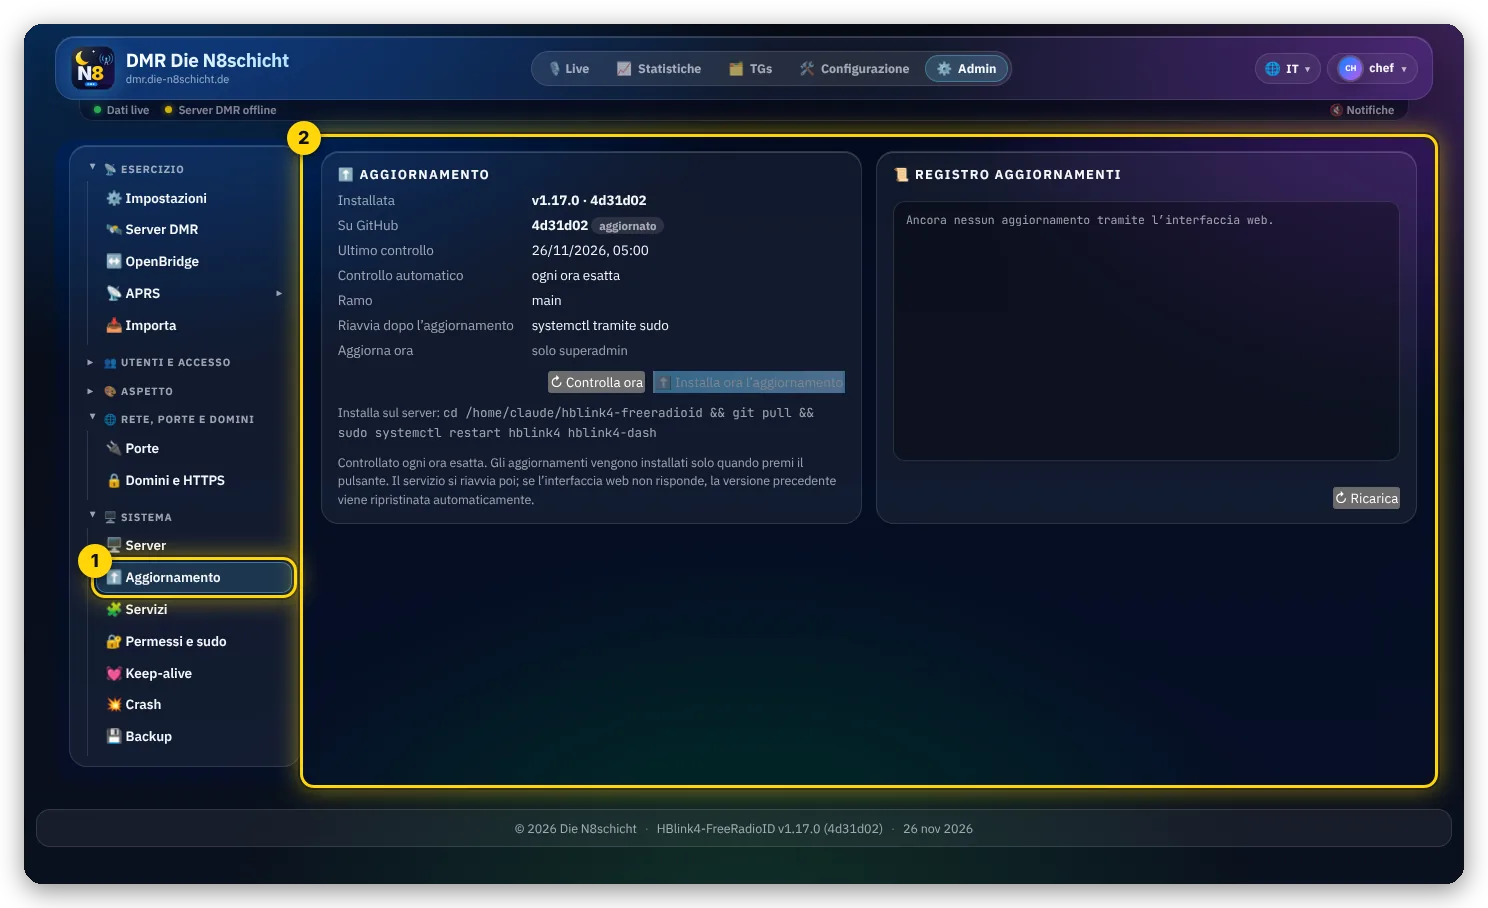 N8
DMR Die N8schicht
dmr.die-n8schicht.de
Live
Statistiche
TGs
Configurazione
Admin
IT
CH
chef
Dati live
Server DMR offline
Notifiche
2
ESERCIZIO
Impostazioni
Server DMR
OpenBridge
APRS
Importa
UTENTI E ACCESSO
ASPETTO
RETE, PORTE E DOMINI
Porte
Domini e HTTPS
SISTEMA
Server
1
Aggiornamento
Servizi
Permessi e sudo
Keep-alive
Crash
Backup
AGGIORNAMENTO
Installata v1.17.0 · 4d31d02
Su GitHub 4d31d02 aggiornato
Ultimo controllo 26/11/2026, 05:00
Controllo automatico ogni ora esatta
Ramo main
Riavvia dopo l’aggiornamento systemctl tramite sudo
Aggiorna ora solo superadmin
↻ Controlla ora
Installa ora l’aggiornamento
Installa sul server: cd /home/claude/hblink4-freeradioid && git pull &&
sudo systemctl restart hblink4 hblink4-dash
Controllato ogni ora esatta. Gli aggiornamenti vengono installati solo quando premi il
pulsante. Il servizio si riavvia poi; se l’interfaccia web non risponde, la versione precedente
viene ripristinata automaticamente.
REGISTRO AGGIORNAMENTI
Ancora nessun aggiornamento tramite l’interfaccia web.
↻ Ricarica
© 2026 Die N8schicht · HBlink4-FreeRadioID v1.17.0 (4d31d02) · 26 nov 2026